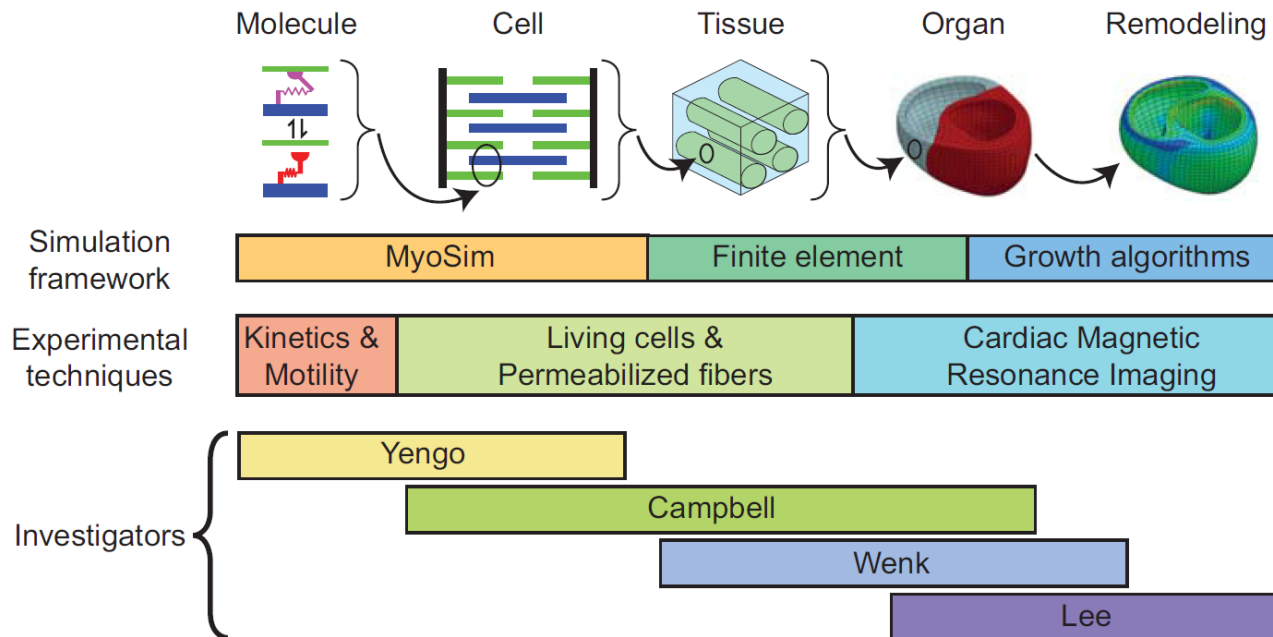 Molecule Cell Tissue Organ Remodeling
Simulation
framework
MyoSim Finite element Growth algorithms
Experimental
techniques
Kinetics &
Motility
Living cells &
Permeabilized fibers
Cardiac Magnetic
Resonance Imaging
Investigators
Yengo
Campbell
Wenk
Lee